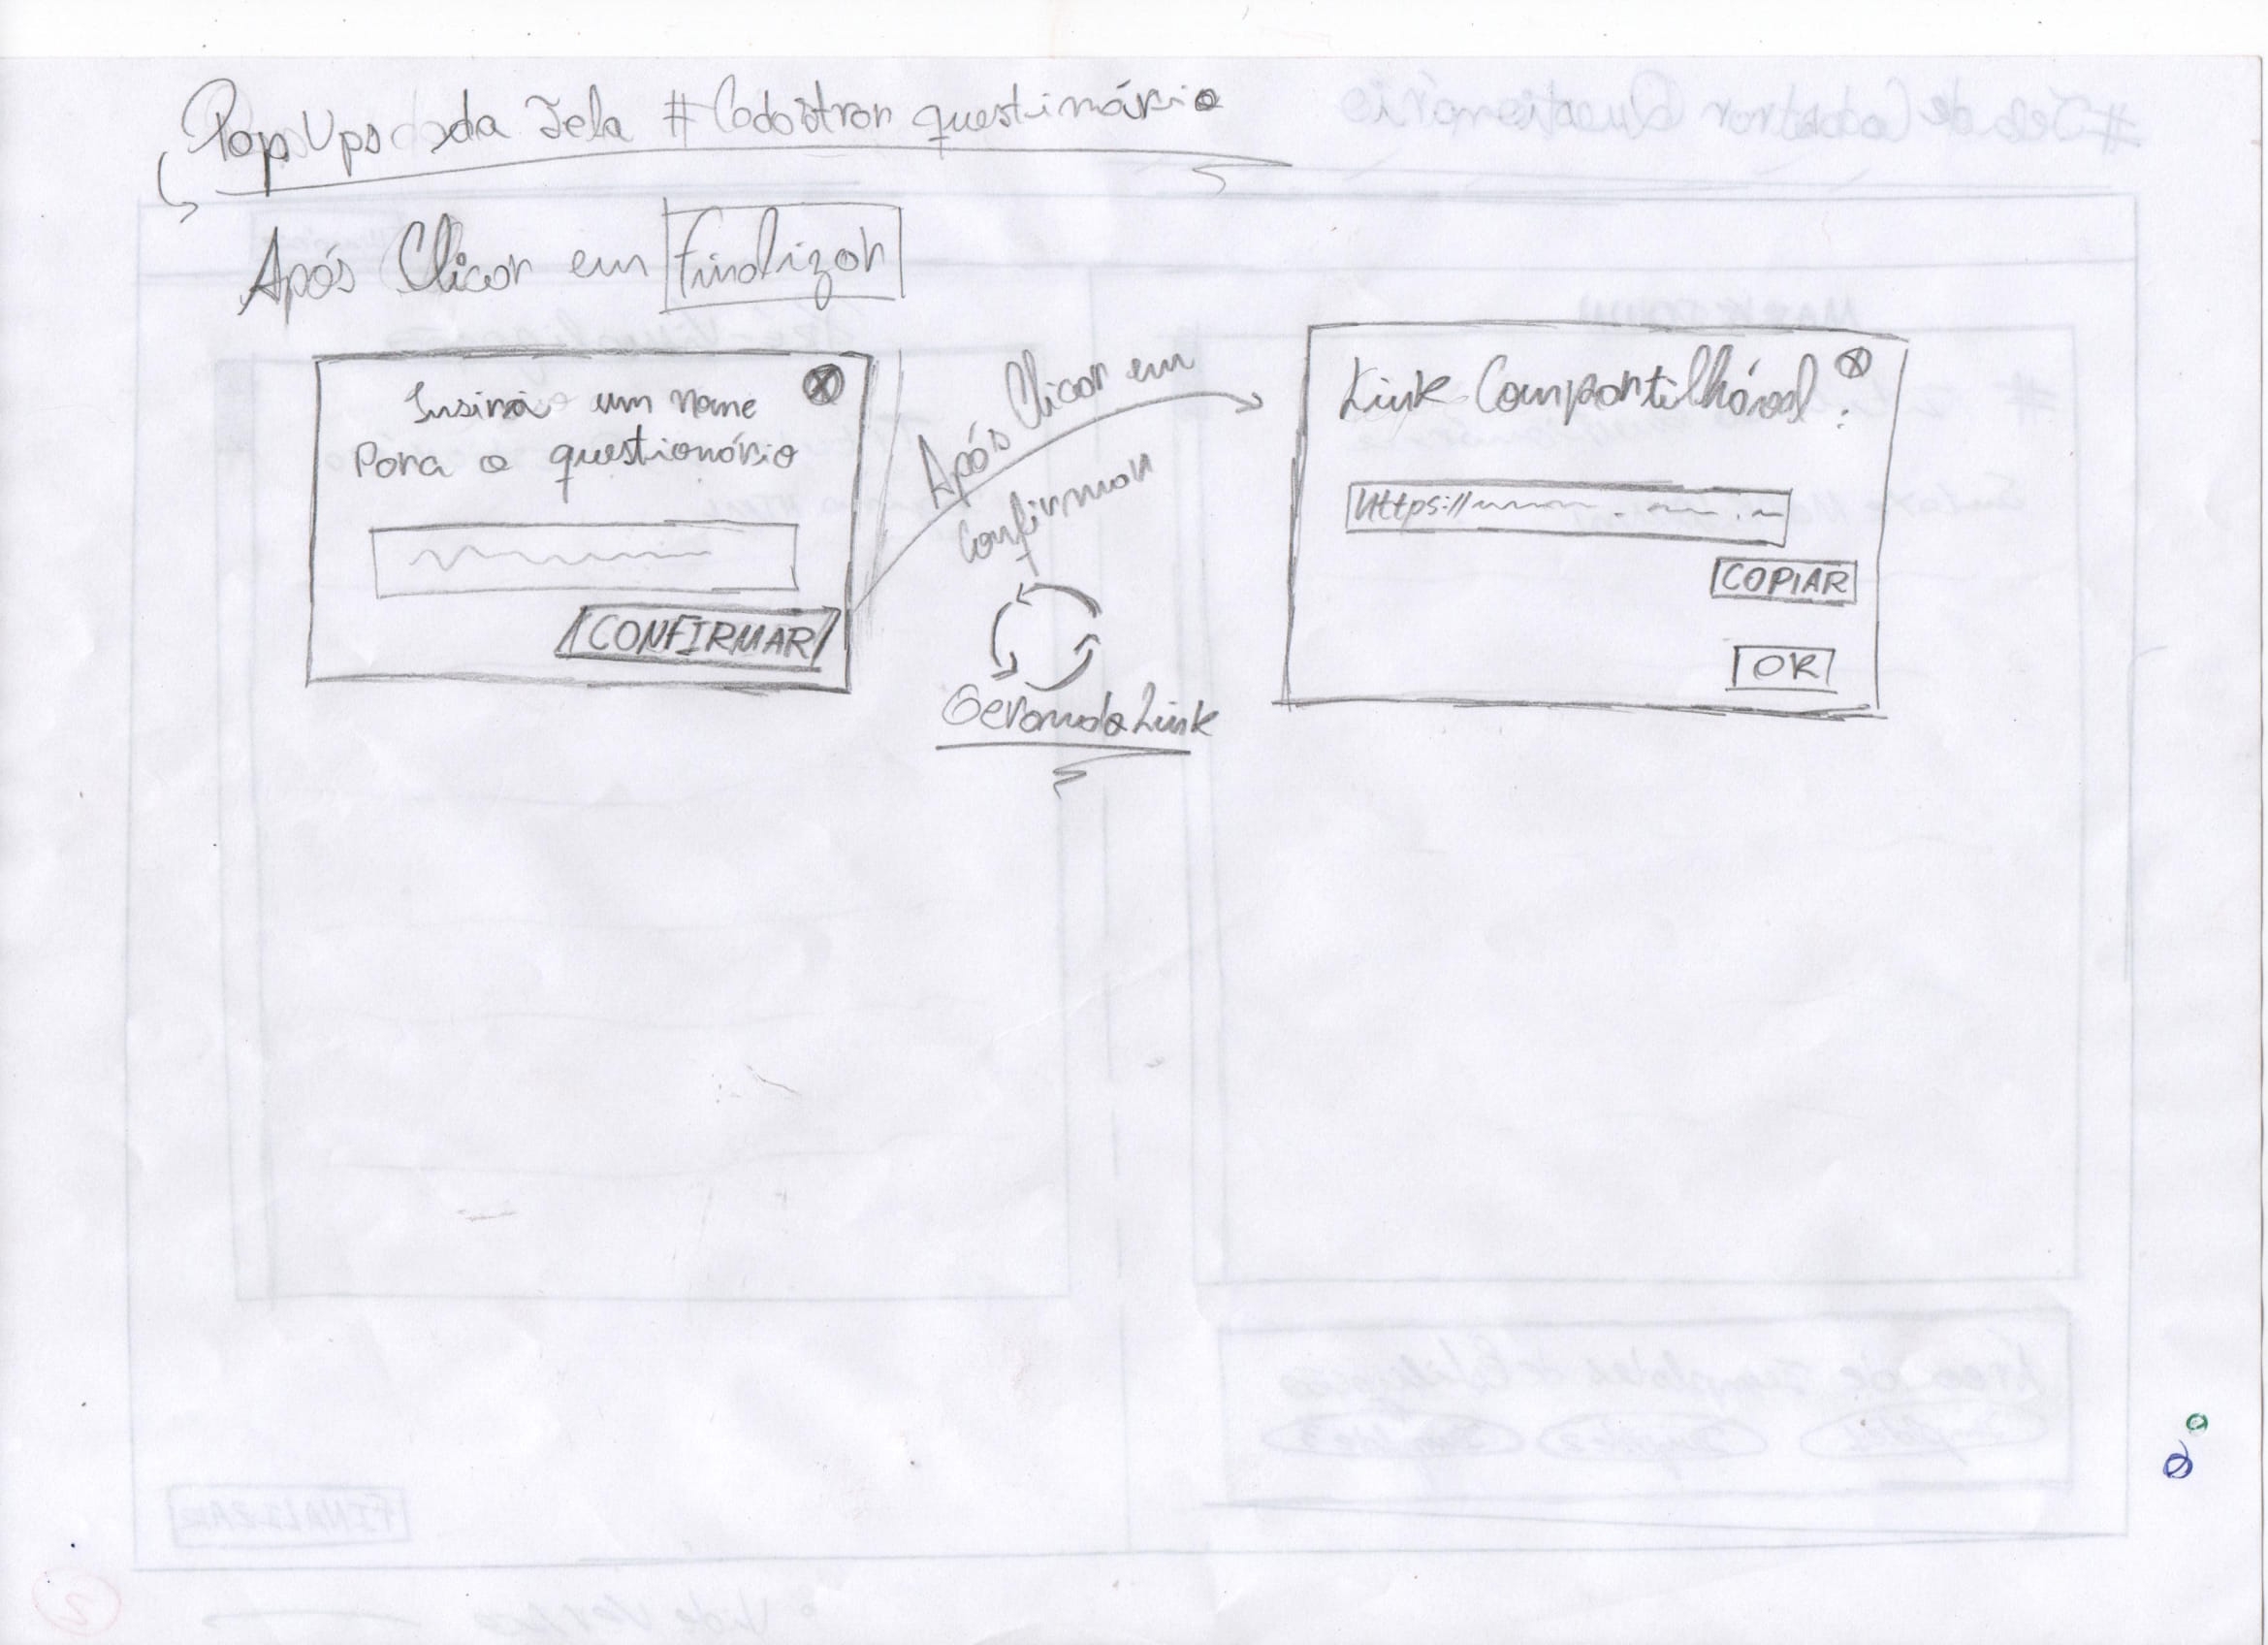 PopUps da Tela #Cadastrar questinário
Após Clicar em Finalizar
Insira um nome
Para o questionário
CONFIRMAR
Após Clicar em
Confirmar
Gerando Link
Link Compartilhável:
https://
COPIAR
OK